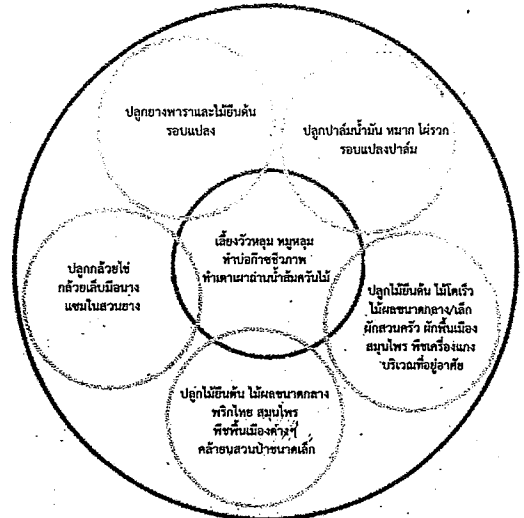 ปลูกยางพาราและไม้ยืนต้น
รอบแปลง
ปลูกปาล์มน้ำมัน หมาก ไผ่รวก
รอบแปลงปาล์ม
เลี้ยงวัวหลุม หมูหลุม
ทำบ่อก๊าซชีวภาพ
ทำเตาเผาถ่านน้ำส้มควันไม้
ปลูกกล้วยไข่
กล้วยเล็บมือนาง
แซมในสวนยาง
ปลูกไม้ยืนต้น ไม้โตเร็ว
ไม้ผลขนาดกลาง/เล็ก
ผักสวนครัว ผักพื้นเมือง
สมุนไพร พืชเครื่องแกง
บริเวณที่อยู่อาศัย
ปลูกไม้ยืนต้น ไม้ผลขนาดกลาง
พริกไทย สมุนไพร
พืชพื้นเมืองต่างๆ
คล้ายสวนป่าขนาดเล็ก